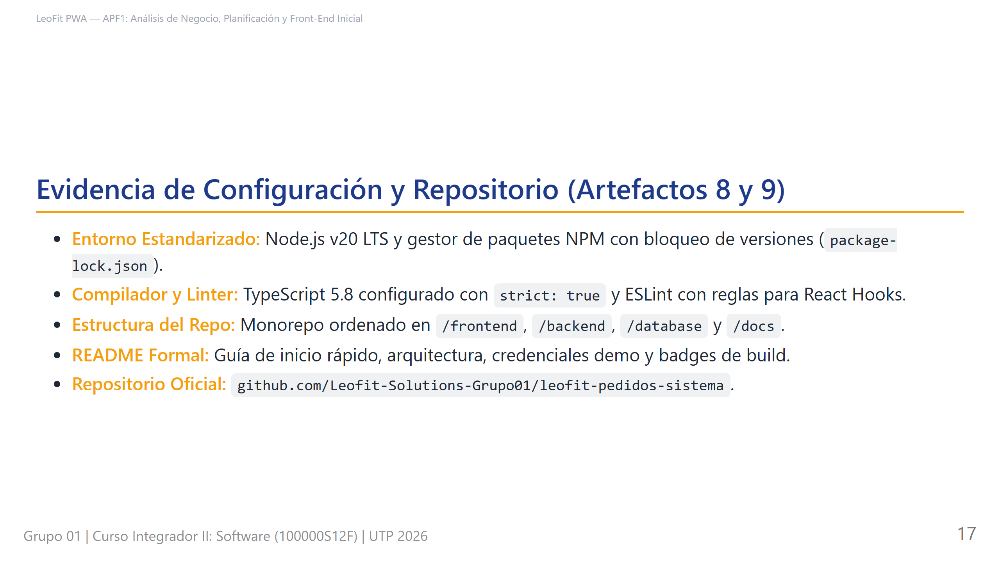 LeoFit PWA — APF1: Análisis de Negocio, Planificación y Front-End Inicial
Evidencia de Configuración y Repositorio (Artefactos 8 y 9)
• Entorno Estandarizado: Node.js v20 LTS y gestor de paquetes NPM con bloqueo de versiones (package-
lock.json).
• Compilador y Linter: TypeScript 5.8 configurado con strict: true y ESLint con reglas para React Hooks.
• Estructura del Repo: Monorepo ordenado en /frontend, /backend, /database y /docs.
• README Formal: Guía de inicio rápido, arquitectura, credenciales demo y badges de build.
• Repositorio Oficial: github.com/Leofit-Solutions-Grupo01/leofit-pedidos-sistema.
Grupo 01 | Curso Integrador II: Software (100000S12F) | UTP 2026
17